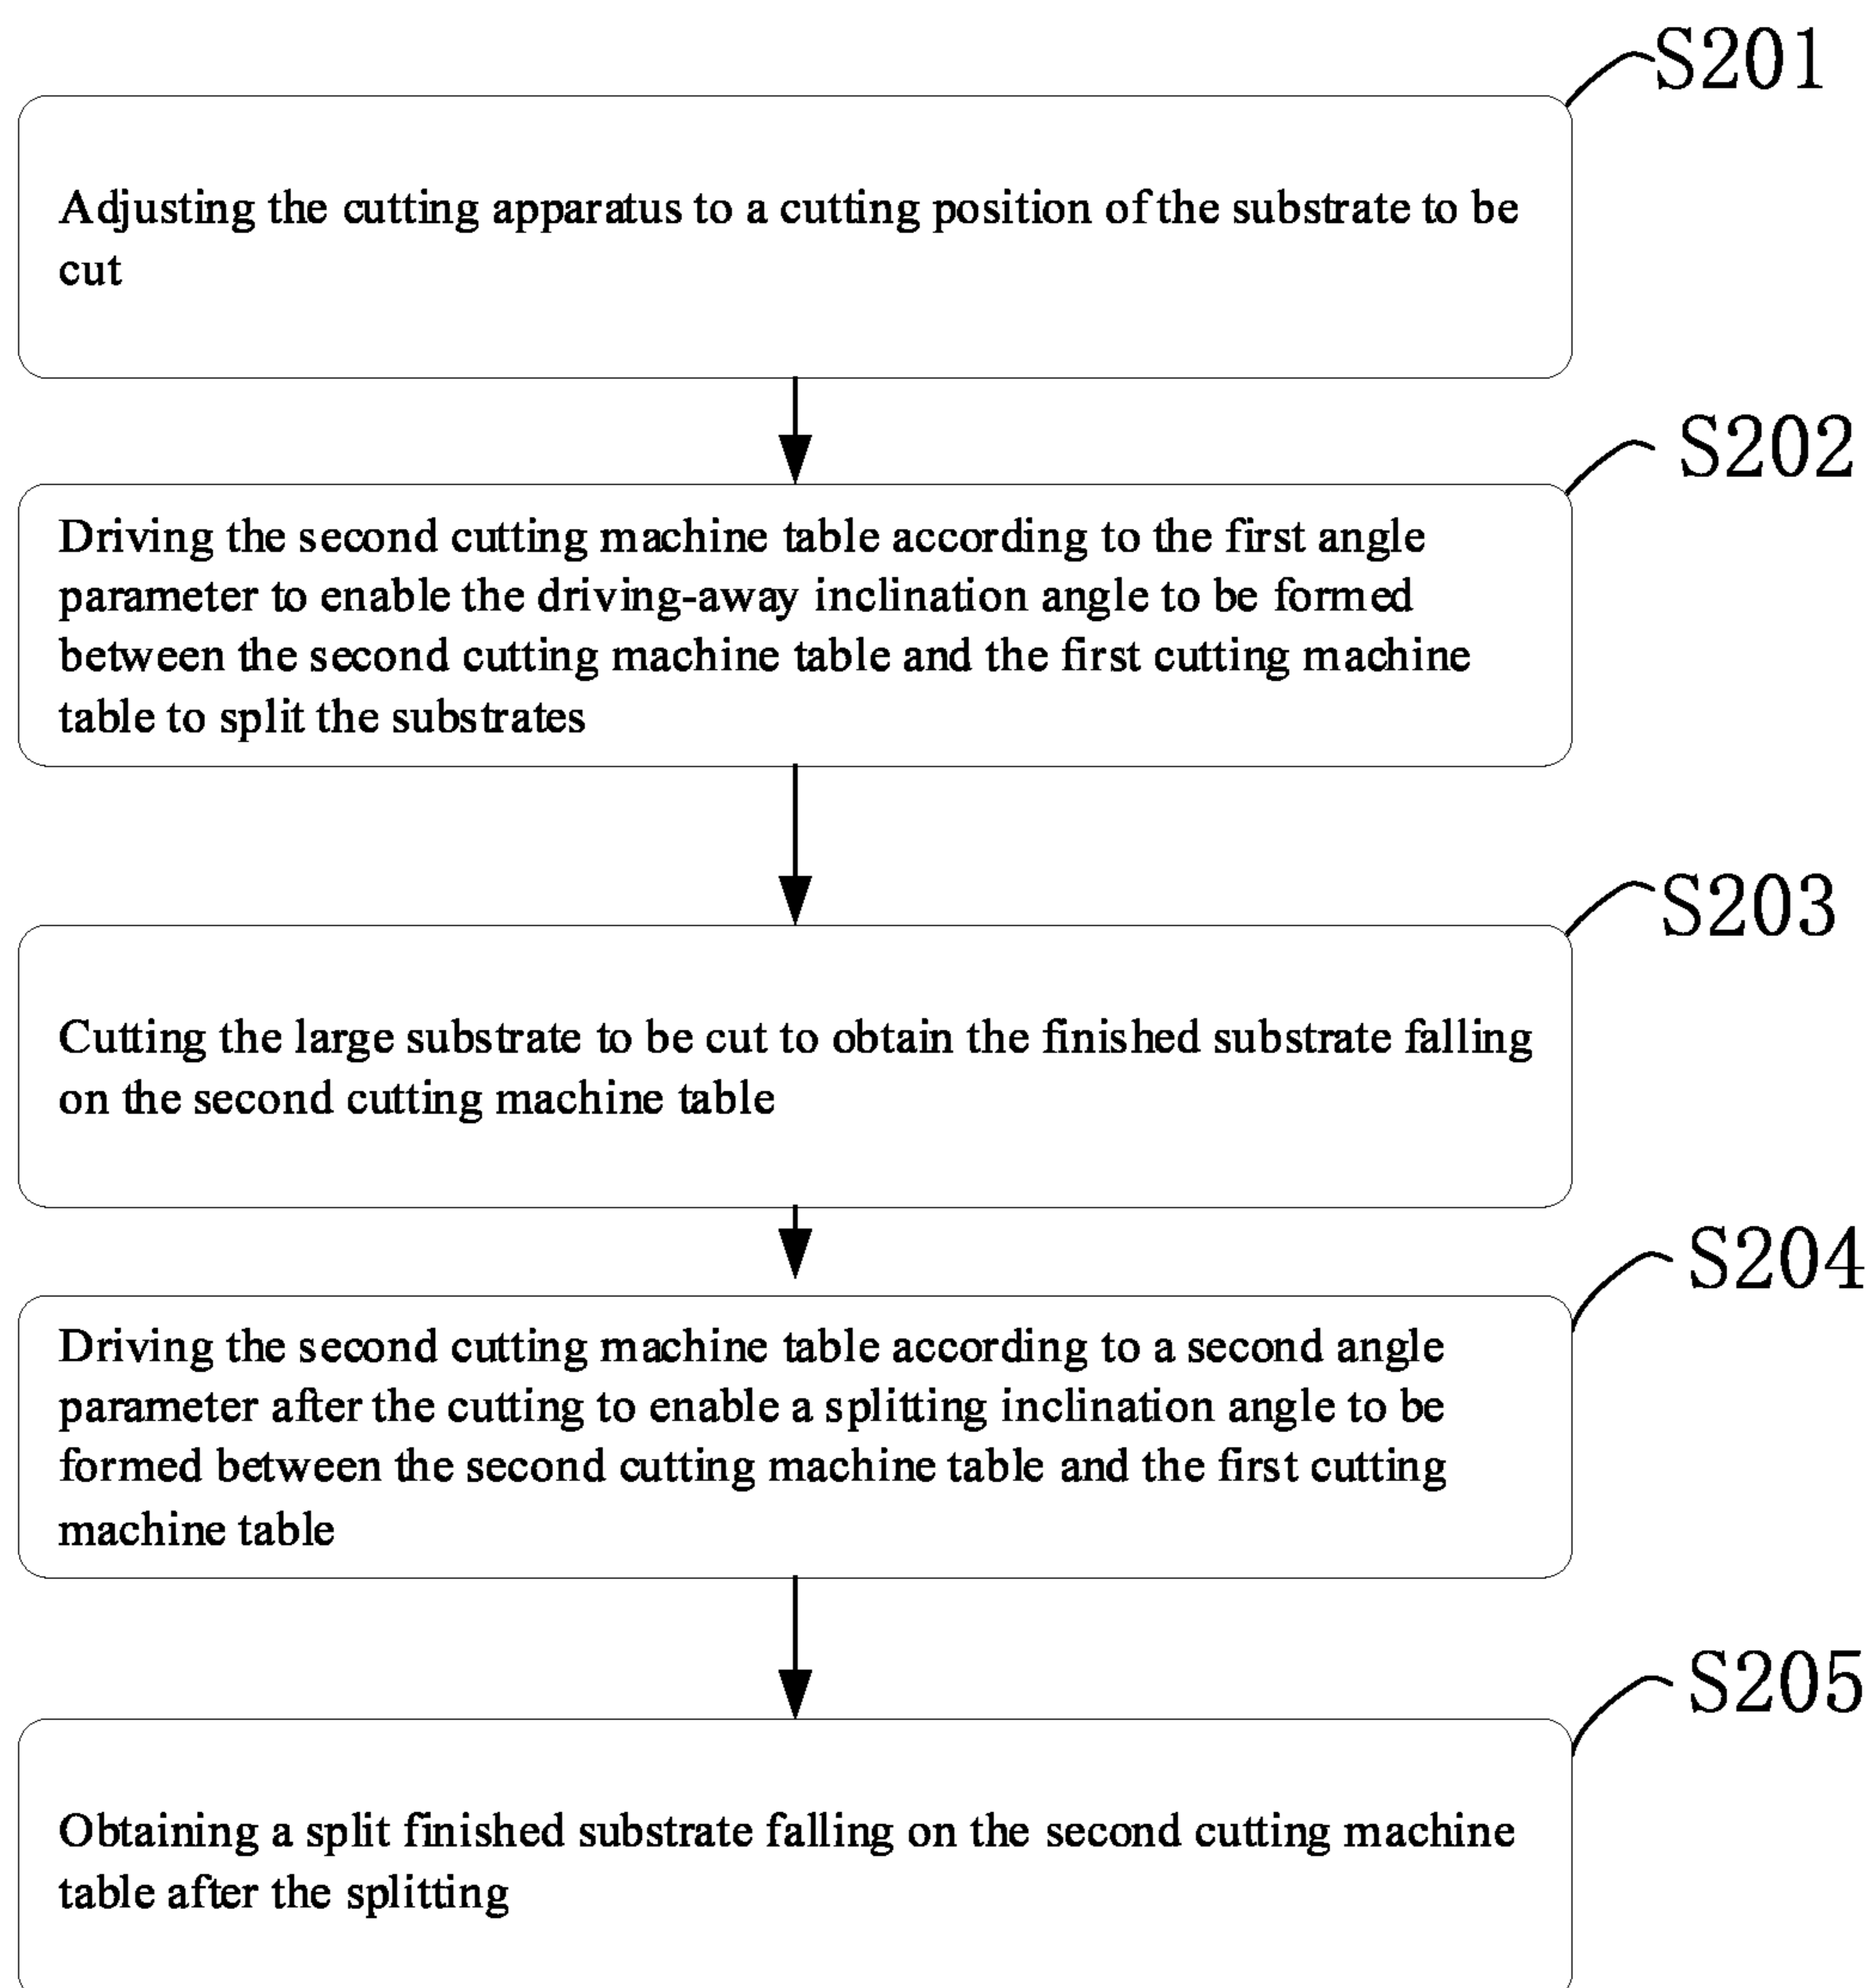 S201
Adjusting the cutting apparatus to a cutting position of the substrate to be
cut
S202
Driving the second cutting machine table according to the first angle
parameter to enable the driving-away inclination angle to be formed
between the second cutting machine table and the first cutting machine
table to split the substrates
S203
Cutting the large substrate to be cut to obtain the finished substrate falling
on the second cutting machine table
S204
Driving the second cutting machine table according to a second angle
parameter after the cutting to enable a splitting inclination angle to be
formed between the second cutting machine table and the first cutting
machine table
S205
Obtaining a split finished substrate falling on the second cutting machine
table after the splitting